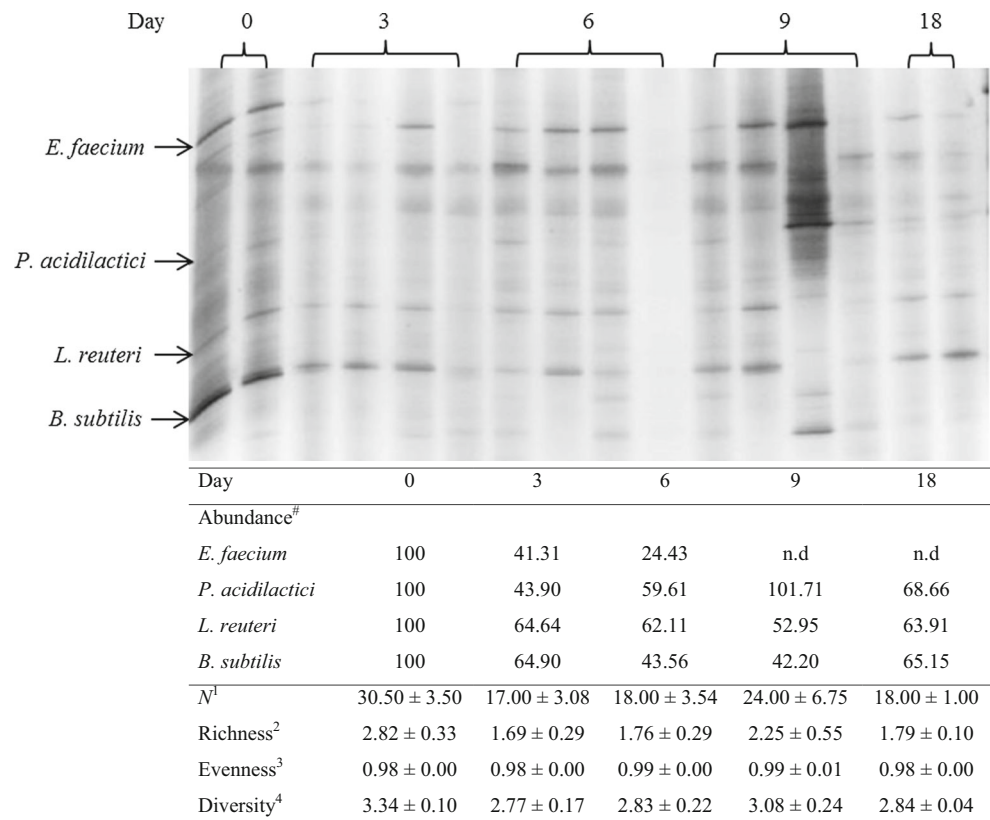 Day 0 3 6 9 18
E. faecium
P. acidilactici
L. reuteri
B. subtilis
Day 0 3 6 9 18
Abundance#
E. faecium 100 41.31 24.43 n.d n.d
P. acidilactici 100 43.90 59.61 101.71 68.66
L. reuteri 100 64.64 62.11 52.95 63.91
B. subtilis 100 64.90 43.56 42.20 65.15
N1 30.50 ± 3.50 17.00 ± 3.08 18.00 ± 3.54 24.00 ± 6.75 18.00 ± 1.00
Richness2 2.82 ± 0.33 1.69 ± 0.29 1.76 ± 0.29 2.25 ± 0.55 1.79 ± 0.10
Evenness3 0.98 ± 0.00 0.98 ± 0.00 0.99 ± 0.00 0.99 ± 0.01 0.98 ± 0.00
Diversity4 3.34 ± 0.10 2.77 ± 0.17 2.83 ± 0.22 3.08 ± 0.24 2.84 ± 0.04